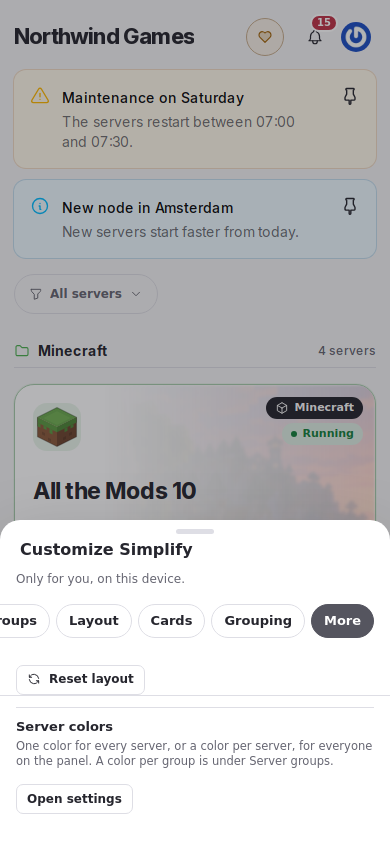 Northwind Games
15
Maintenance on Saturday
The servers restart between 07:00
and 07:30.
New node in Amsterdam
New servers start faster from today.
All servers
Minecraft
4 servers
Minecraft
Running
All the Mods 10
Customize Simplify
Only for you, on this device.
roups
Layout
Cards
Grouping
More
Reset layout
Server colors
One color for every server, or a color per server, for everyone
on the panel. A color per group is under Server groups.
Open settings